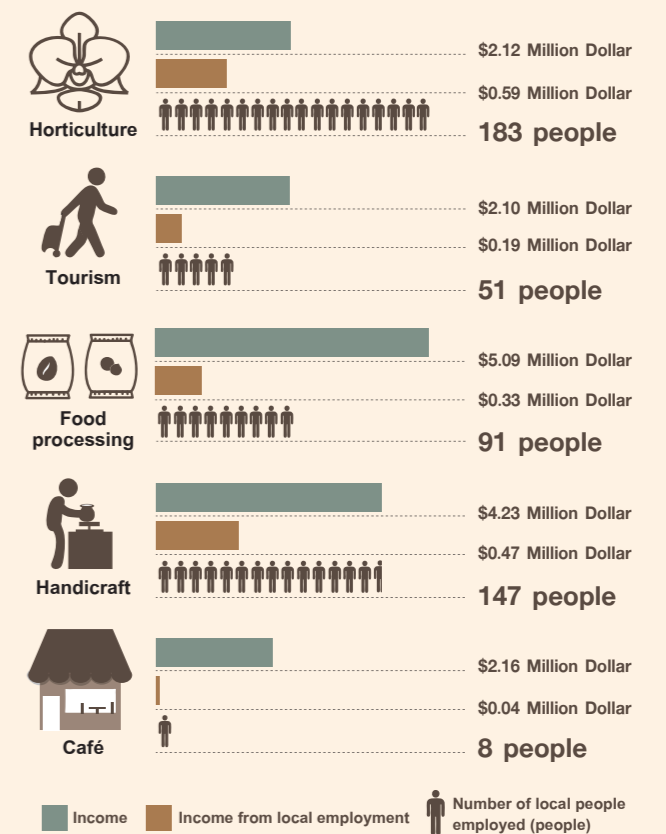 $2.12 Million Dollar
$0.59 Million Dollar
Horticulture
183 people
$2.10 Million Dollar
$0.19 Million Dollar
Tourism
51 people
$5.09 Million Dollar
$0.33 Million Dollar
Food
processing
91 people
$4.23 Million Dollar
$0.47 Million Dollar
Handicraft
147 people
$2.16 Million Dollar
$0.04 Million Dollar
Café
8 people
Income
Income from local employment
Number of local people
employed (people)